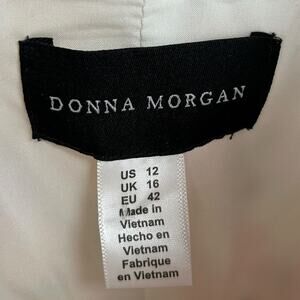 DONNA MORGAN
US 12
UK 16
EU 42
Made in
Vietnam
Hecho en
Vietnam
Fabrique
en Vietnam